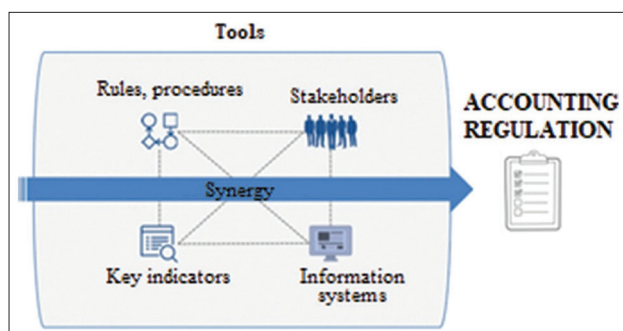 Tools
Rules, procedures
Stakeholders
ACCOUNTING
REGULATION
Synergy
Key indicators
Information
systems